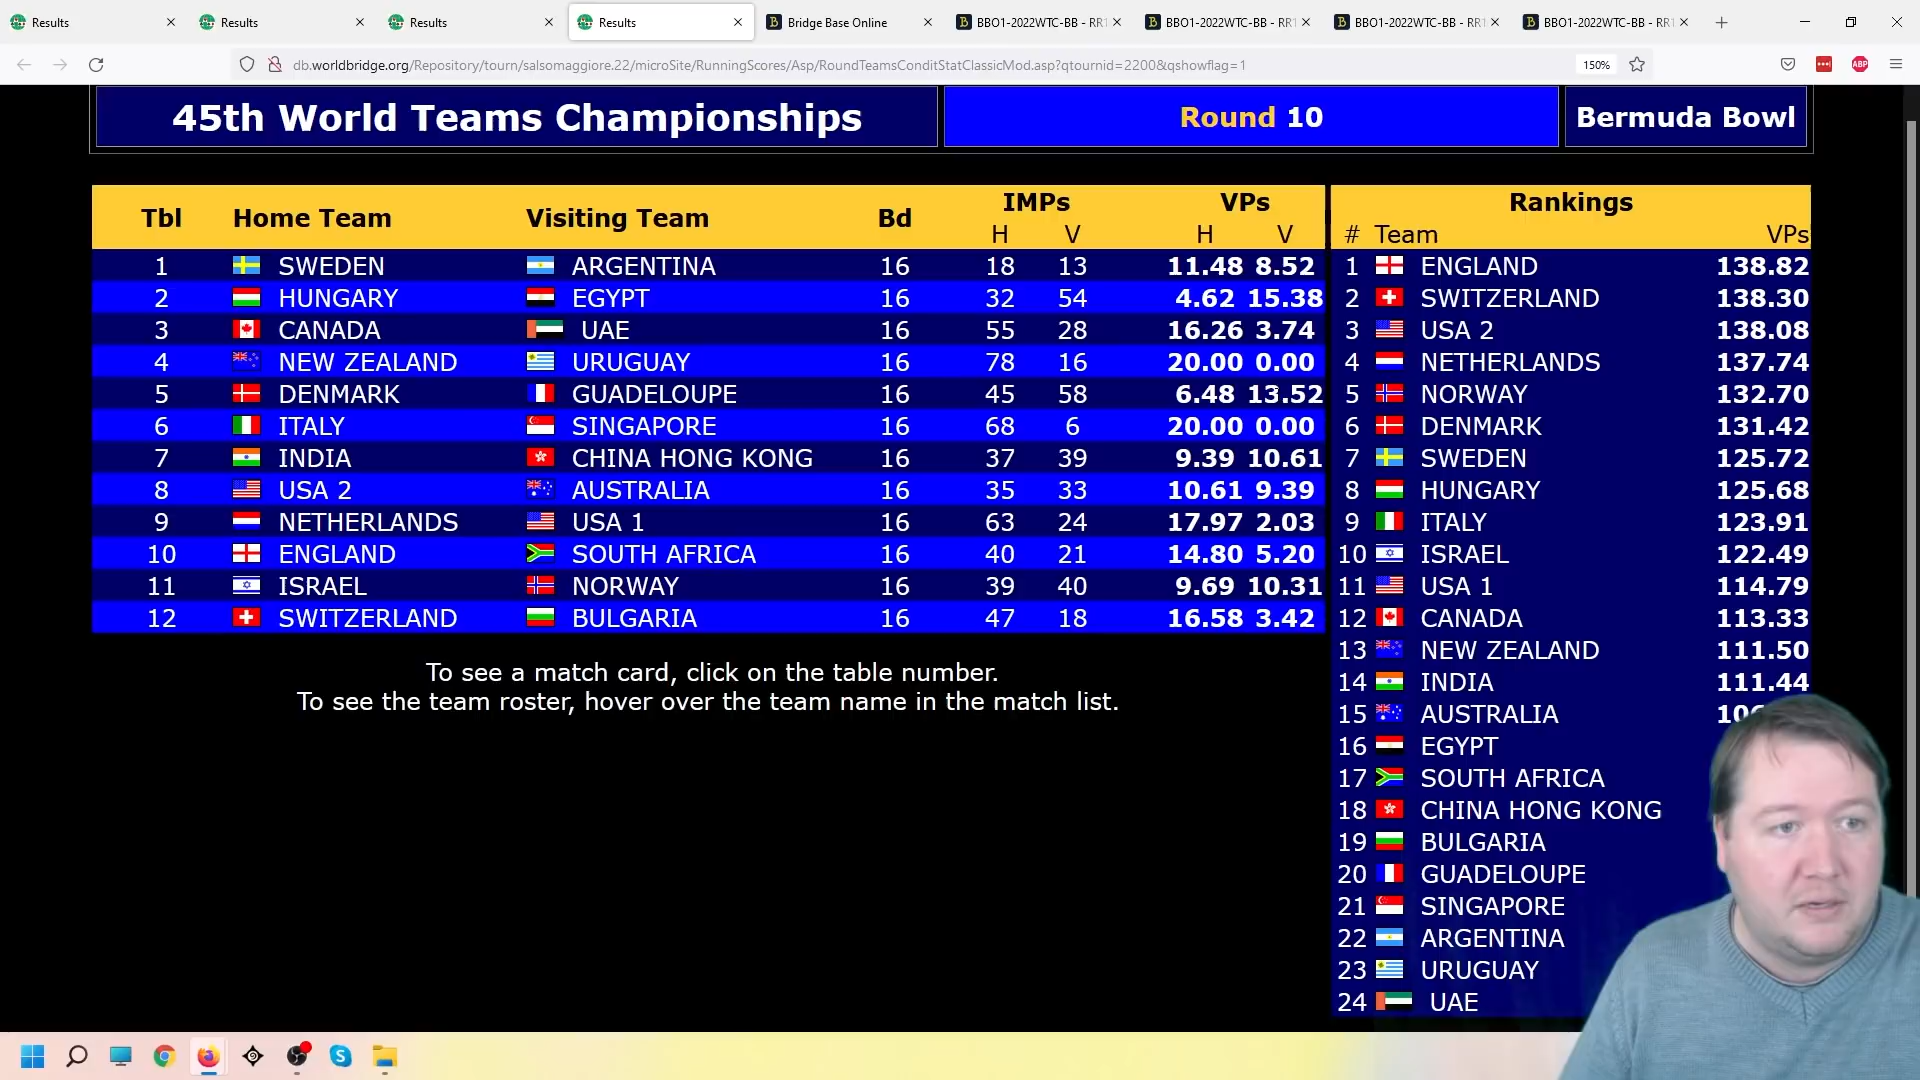 Results
Results
Results
Results
Bridge Base Online
BBO1-2022WTC-BB - RR1
BBO1-2022WTC-BB - RR1
BBO1-2022WTC-BB - RR1
BBO1-2022WTC-BB - RR1
db.worldbridge.org/Repository/tourn/salsomaggiore.22/microSite/RunningScores/Asp/RoundTeamsConditStatClassicMod.asp?qtournid=2200&qshowflag=1
150%
ABP
45th World Teams Championships
Round 10
Bermuda Bowl
Tbl Home Team Visiting Team Bd IMPs VPs
H V H V
1 SWEDEN ARGENTINA 16 18 13 11.48 8.52
2 HUNGARY EGYPT 16 32 54 4.62 15.38
3 CANADA UAE 16 55 28 16.26 3.74
4 NEW ZEALAND URUGUAY 16 78 16 20.00 0.00
5 DENMARK GUADELOUPE 16 45 58 6.48 13.52
6 ITALY SINGAPORE 16 68 6 20.00 0.00
7 INDIA CHINA HONG KONG 16 37 39 9.39 10.61
8 USA 2 AUSTRALIA 16 35 33 10.61 9.39
9 NETHERLANDS USA 1 16 63 24 17.97 2.03
10 ENGLAND SOUTH AFRICA 16 40 21 14.80 5.20
11 ISRAEL NORWAY 16 39 40 9.69 10.31
12 SWITZERLAND BULGARIA 16 47 18 16.58 3.42
To see a match card, click on the table number.
To see the team roster, hover over the team name in the match list.
Rankings
# Team VPs
1 ENGLAND 138.82
2 SWITZERLAND 138.30
3 USA 2 138.08
4 NETHERLANDS 137.74
5 NORWAY 132.70
6 DENMARK 131.42
7 SWEDEN 125.72
8 HUNGARY 125.68
9 ITALY 123.91
10 ISRAEL 122.49
11 USA 1 114.79
12 CANADA 113.33
13 NEW ZEALAND 111.50
14 INDIA 111.44
15 AUSTRALIA
16 EGYPT
17 SOUTH AFRICA
18 CHINA HONG KONG
19 BULGARIA
20 GUADELOUPE
21 SINGAPORE
22 ARGENTINA
23 URUGUAY
24 UAE